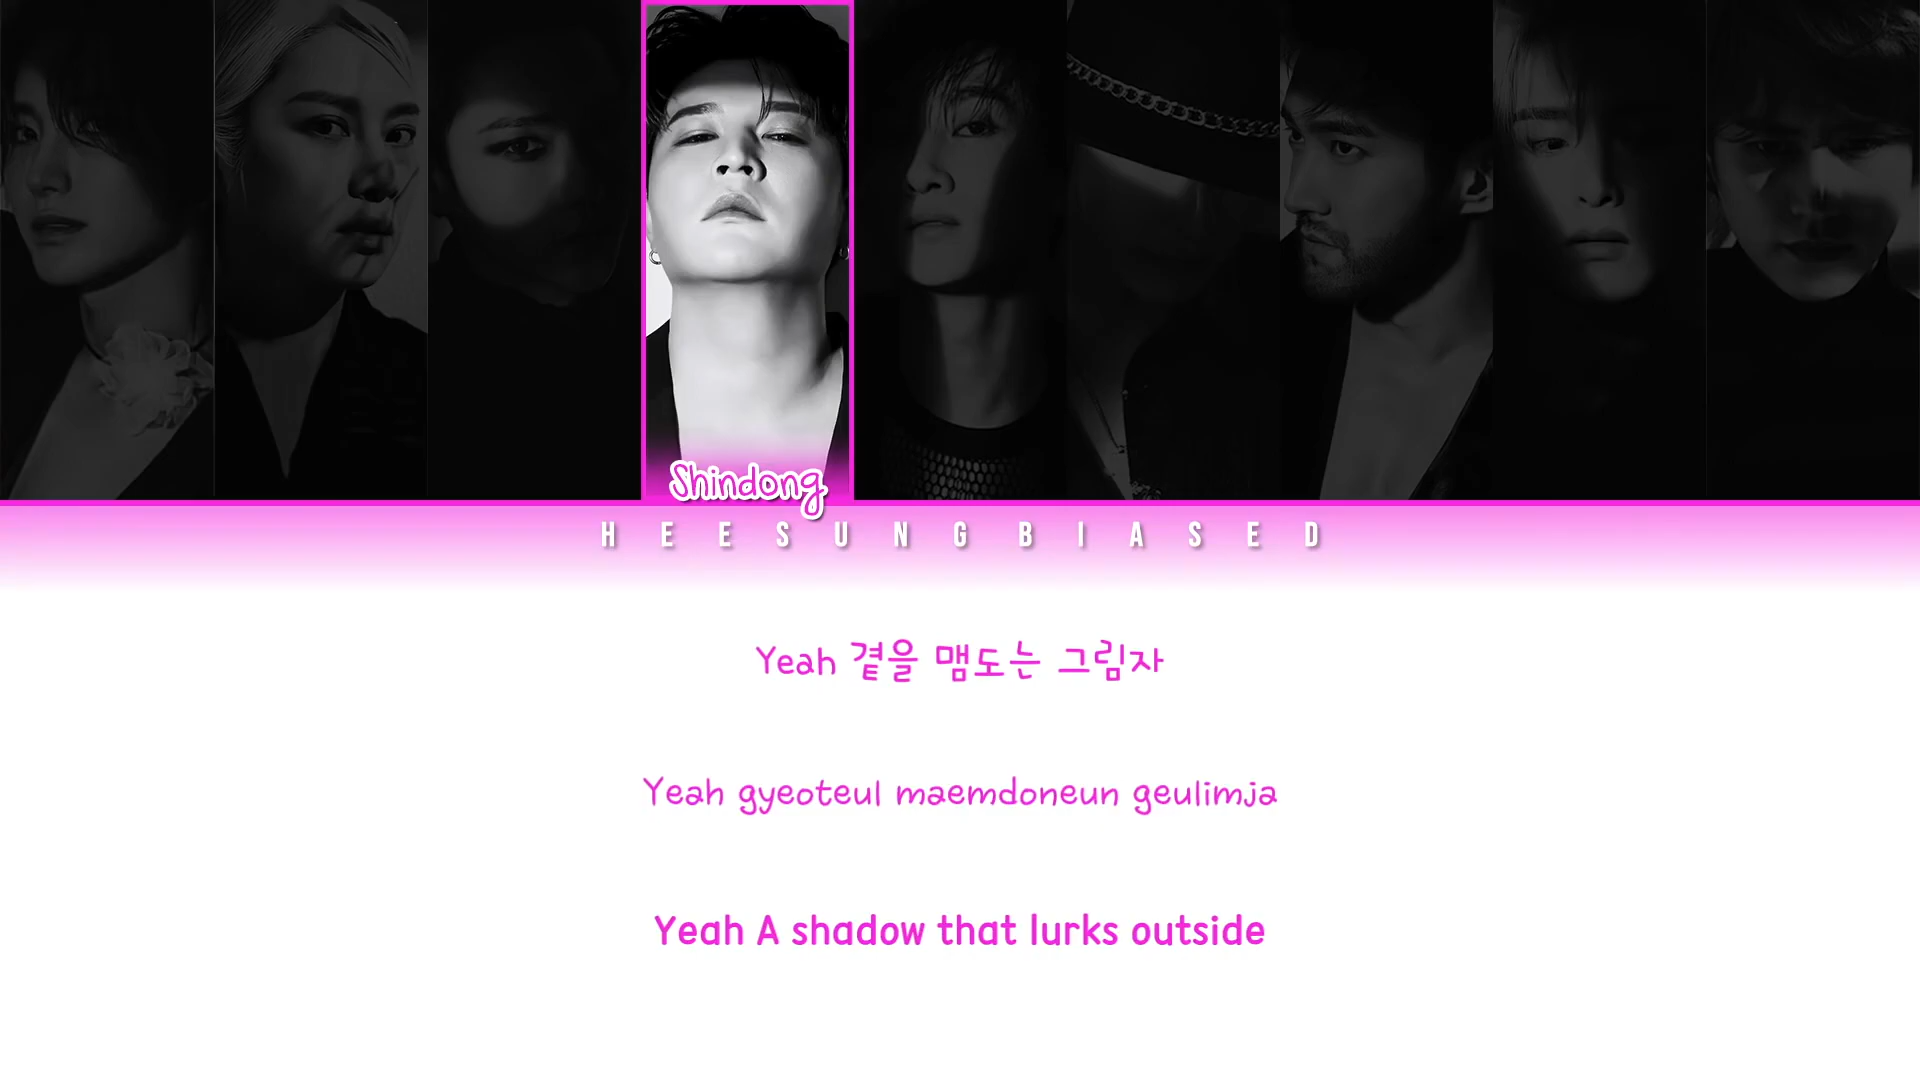 Shindong
HEESUNGBIASED
Yeah 곁을 맴도는 그림자
Yeah gyeoteul maemdoneun geulimja
Yeah A shadow that lurks outside